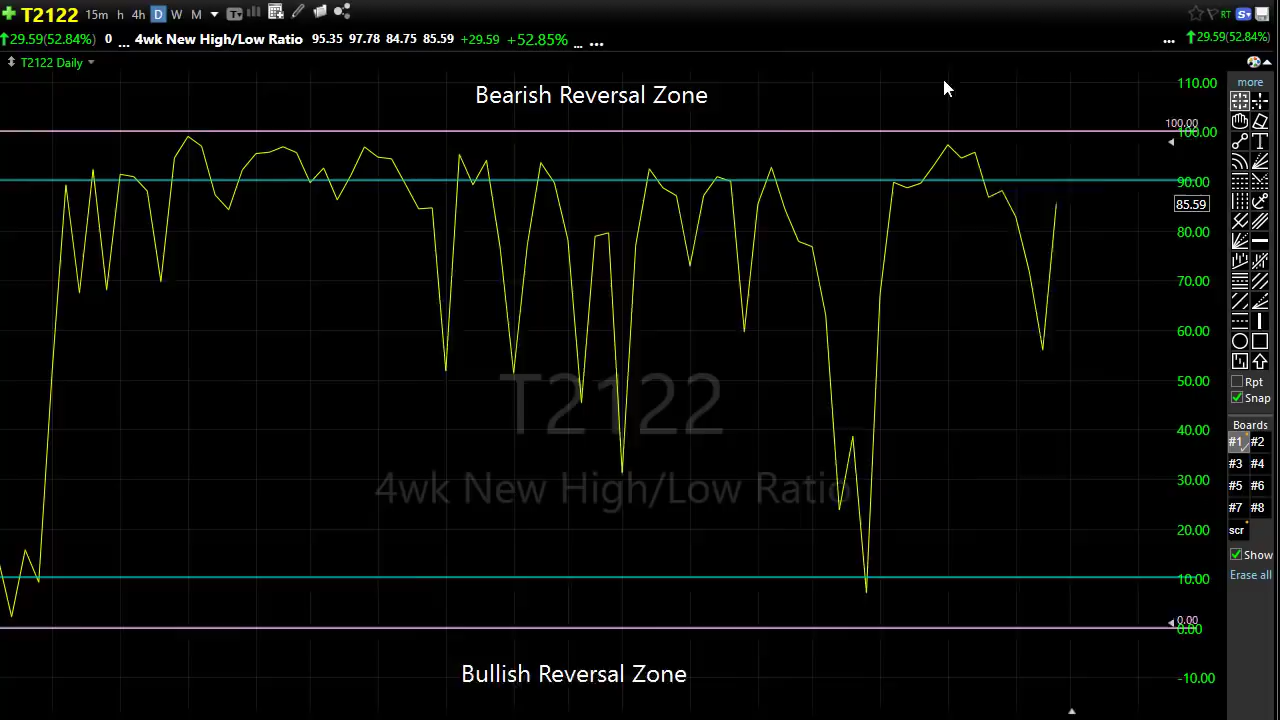 T2122 15m h 4h D W M
RT S
29.59(52.84%) 0 ... 4wk New High/Low Ratio 95.35 97.78 84.75 85.59 +29.59 +52.85% ... ...
... 29.59(52.84%)
T2122 Daily
more
Bearish Reversal Zone
110.00
100.00
100.00
90.00
85.59
80.00
70.00
60.00
50.00
40.00
30.00
20.00
10.00
0.00
0.00
-10.00
T2122
4wk New High/Low Ratio
Bullish Reversal Zone
Rpt
Snap
Boards
#1 #2
#3 #4
#5 #6
#7 #8
scr
Show
Erase all